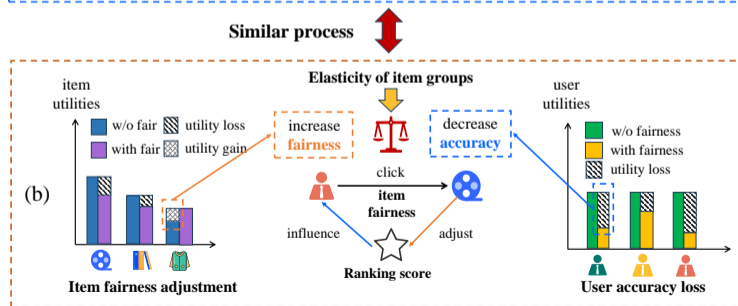 Similar process
Elasticity of item groups
item
utilities
w/o fair
utility loss
with fair
utility gain
increase
fairness
decrease
accuracy
user
utilities
w/o fairness
with fairness
utility loss
(b)
click
item
fairness
influence
adjust
Ranking score
Item fairness adjustment
User accuracy loss